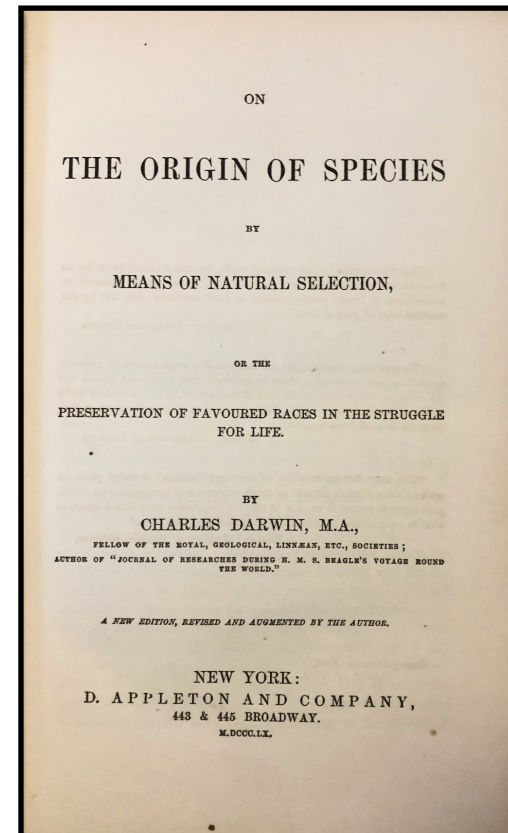 ON
THE ORIGIN OF SPECIES
BY
MEANS OF NATURAL SELECTION,
OR THE
PRESERVATION OF FAVOURED RACES IN THE STRUGGLE
FOR LIFE.
BY
CHARLES DARWIN, M.A.,
FELLOW OF THE ROYAL, GEOLOGICAL, LINNÆAN, ETC., SOCIETIES ;
AUTHOR OF "JOURNAL OF RESEARCHES DURING H. M. S. BEAGLE'S VOYAGE ROUND
THE WORLD."
A NEW EDITION, REVISED AND AUGMENTED BY THE AUTHOR.
NEW YORK:
D. APPLETON AND COMPANY,
443 & 445 BROADWAY.
M.DCCC.LX.